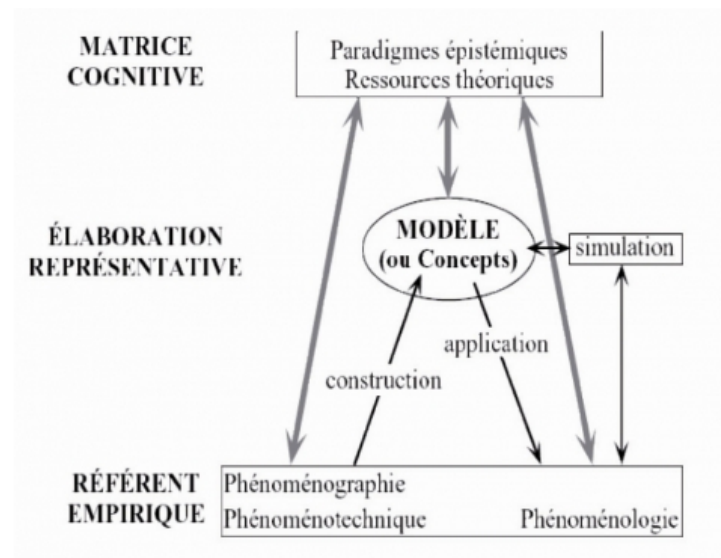 MATRICE
COGNITIVE
Paradigmes épistémiques
Ressources théoriques
ÉLABORATION
REPRÉSENTATIVE
MODÈLE
(ou Concepts)
simulation
application
construction
RÉFÉRENT
EMPIRIQUE
Phénoménographie
Phénoménotechnique
Phénoménologie